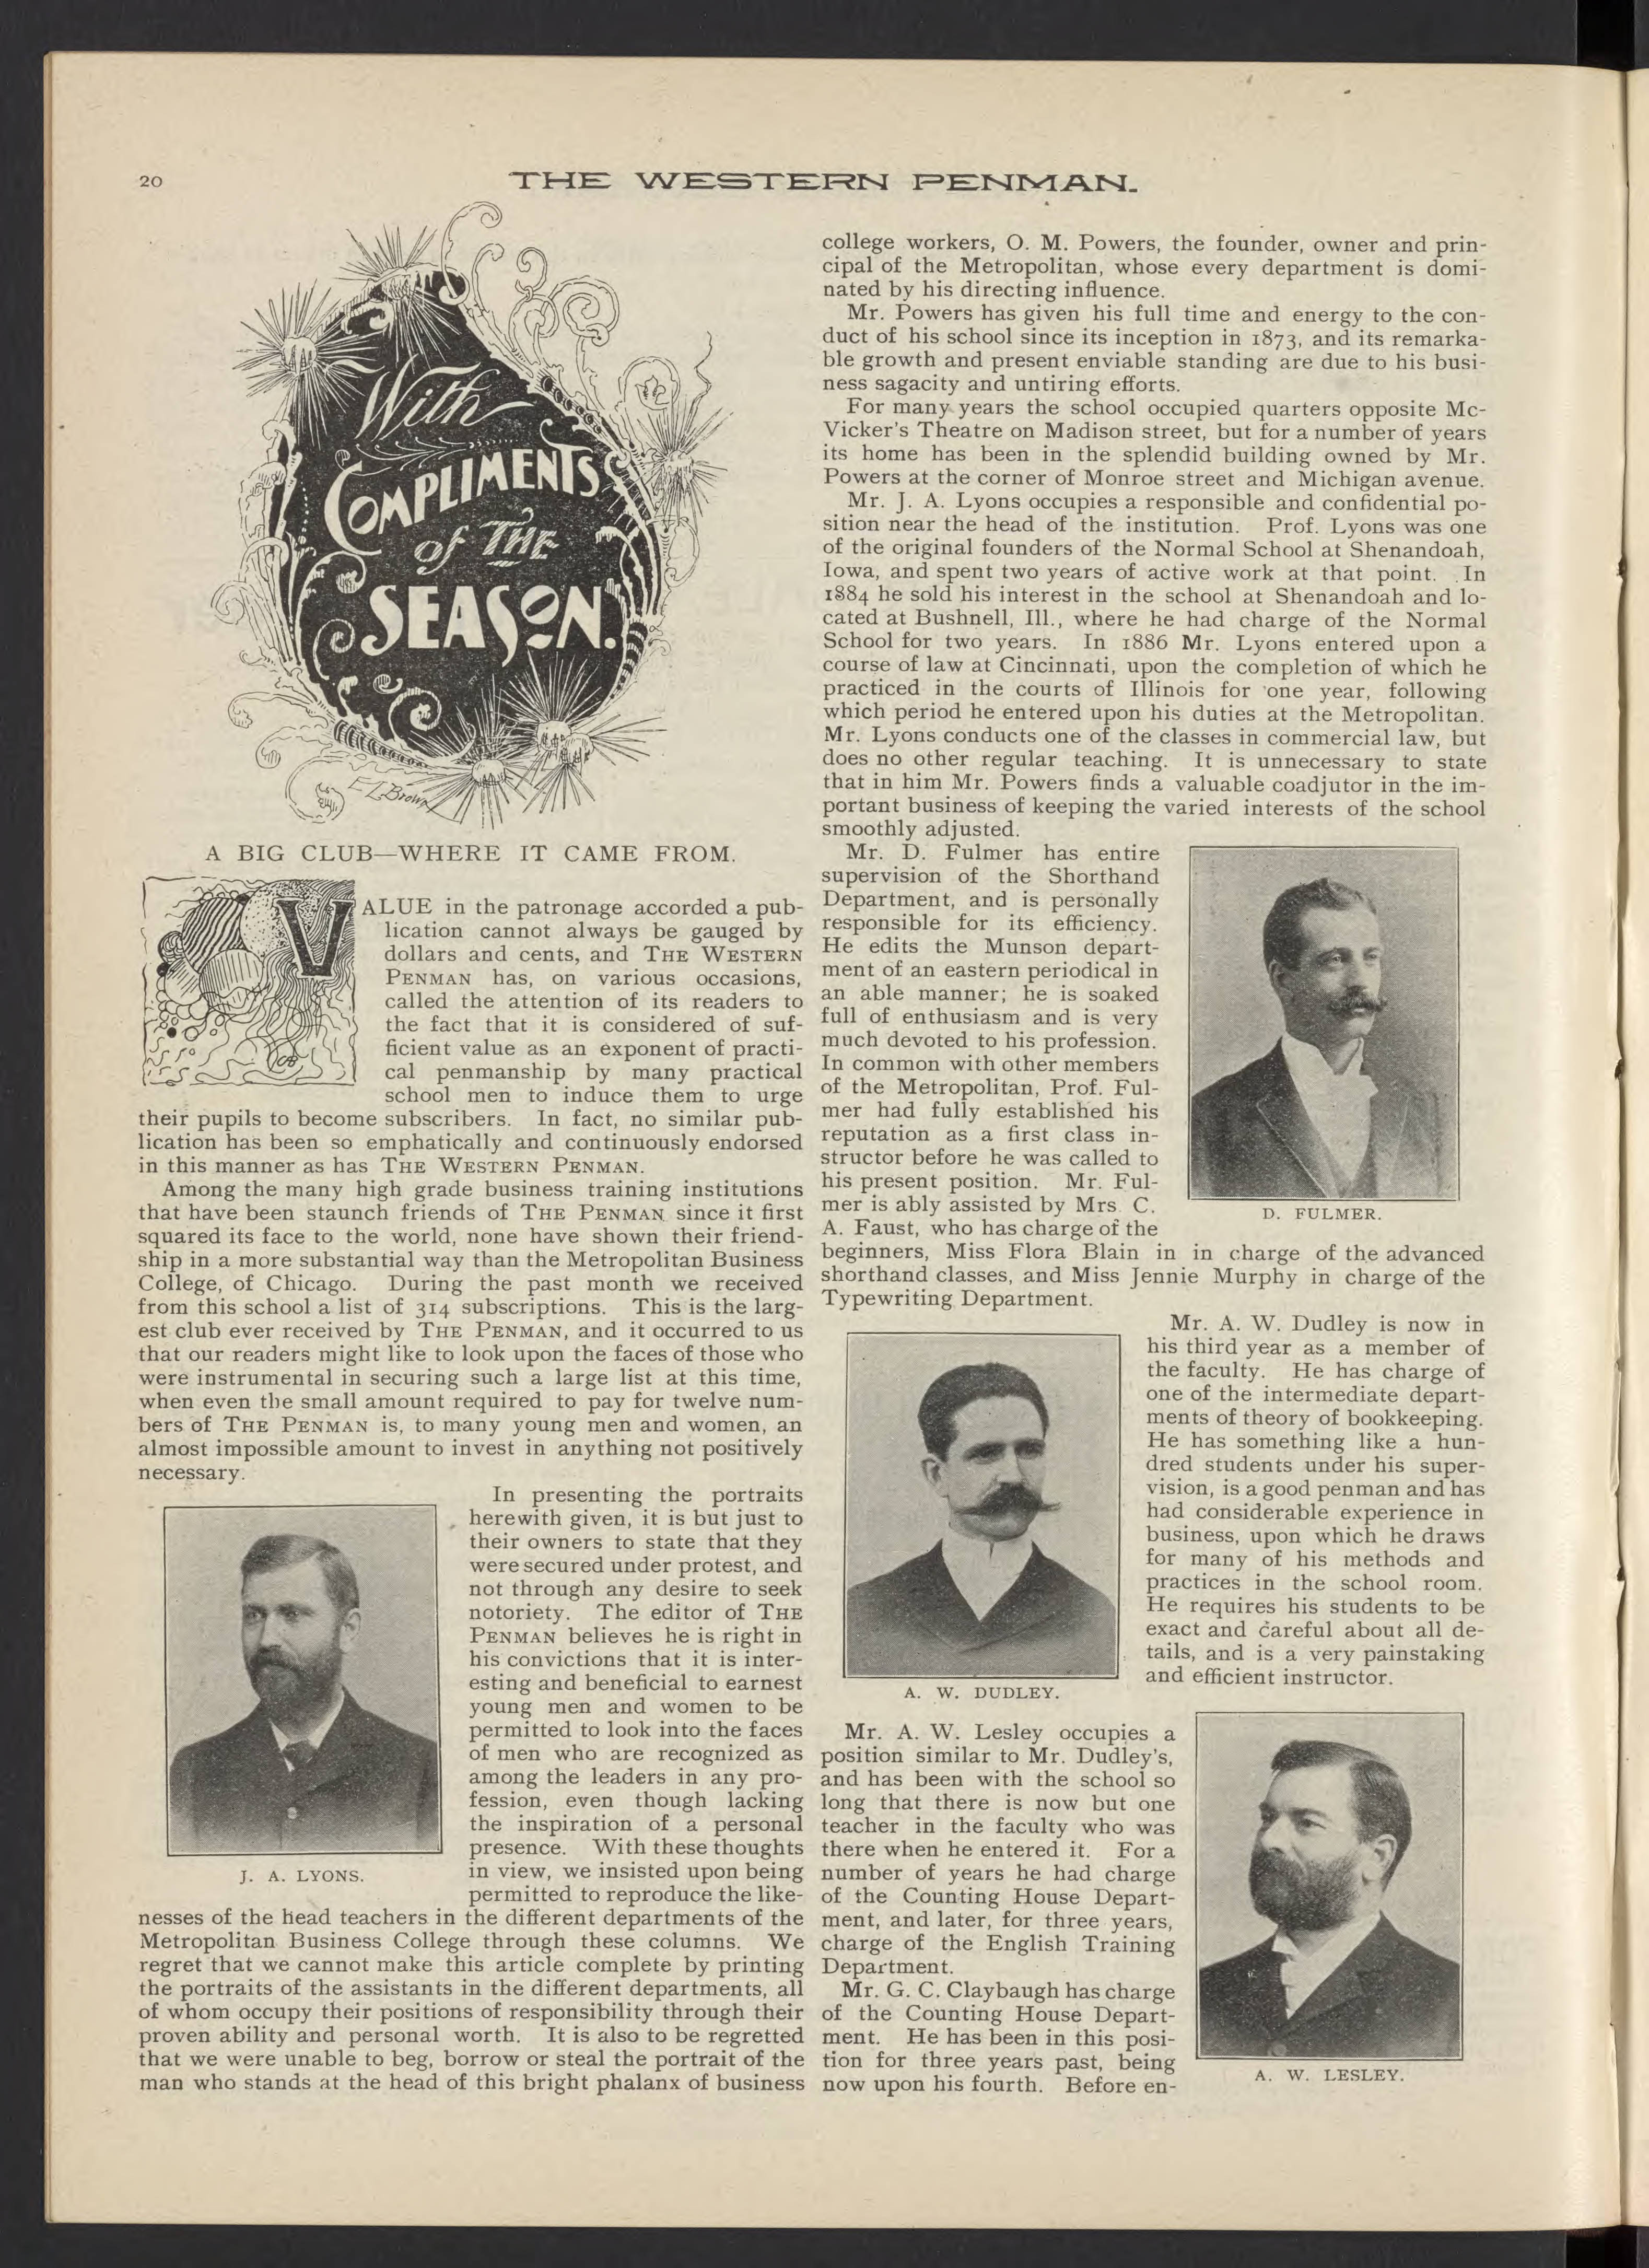 20
THE WESTERN PENMAN.
With
COMPLIMENTS
of THE
SEASON.
E L Brown
A BIG CLUB—WHERE IT CAME FROM.
VALUE in the patronage accorded a pub-
lication cannot always be gauged by
dollars and cents, and THE WESTERN
PENMAN has, on various occasions,
called the attention of its readers to
the fact that it is considered of suf-
ficient value as an exponent of practi-
cal penmanship by many practical
school men to induce them to urge
their pupils to become subscribers. In fact, no similar pub-
lication has been so emphatically and continuously endorsed
in this manner as has THE WESTERN PENMAN.
Among the many high grade business training institutions
that have been staunch friends of THE PENMAN since it first
squared its face to the world, none have shown their friend-
ship in a more substantial way than the Metropolitan Business
College, of Chicago. During the past month we received
from this school a list of 314 subscriptions. This is the larg-
est club ever received by THE PENMAN, and it occurred to us
that our readers might like to look upon the faces of those who
were instrumental in securing such a large list at this time,
when even the small amount required to pay for twelve num-
bers of THE PENMAN is, to many young men and women, an
almost impossible amount to invest in anything not positively
necessary.
In presenting the portraits
herewith given, it is but just to
their owners to state that they
were secured under protest, and
not through any desire to seek
notoriety. The editor of THE
PENMAN believes he is right in
his convictions that it is inter-
esting and beneficial to earnest
young men and women to be
permitted to look into the faces
of men who are recognized as
among the leaders in any pro-
fession, even though lacking
the inspiration of a personal
presence. With these thoughts
in view, we insisted upon being
permitted to reproduce the like-
J. A. LYONS.
nesses of the head teachers in the different departments of the
Metropolitan Business College through these columns. We
regret that we cannot make this article complete by printing
the portraits of the assistants in the different departments, all
of whom occupy their positions of responsibility through their
proven ability and personal worth. It is also to be regretted
that we were unable to beg, borrow or steal the portrait of the
man who stands at the head of this bright phalanx of business
college workers, O. M. Powers, the founder, owner and prin-
cipal of the Metropolitan, whose every department is domi-
nated by his directing influence.
Mr. Powers has given his full time and energy to the con-
duct of his school since its inception in 1873, and its remarka-
ble growth and present enviable standing are due to his busi-
ness sagacity and untiring efforts.
For many years the school occupied quarters opposite Mc-
Vicker's Theatre on Madison street, but for a number of years
its home has been in the splendid building owned by Mr.
Powers at the corner of Monroe street and Michigan avenue.
Mr. J. A. Lyons occupies a responsible and confidential po-
sition near the head of the institution. Prof. Lyons was one
of the original founders of the Normal School at Shenandoah,
Iowa, and spent two years of active work at that point. In
1884 he sold his interest in the school at Shenandoah and lo-
cated at Bushnell, Ill., where he had charge of the Normal
School for two years. In 1886 Mr. Lyons entered upon a
course of law at Cincinnati, upon the completion of which he
practiced in the courts of Illinois for one year, following
which period he entered upon his duties at the Metropolitan.
Mr. Lyons conducts one of the classes in commercial law, but
does no other regular teaching. It is unnecessary to state
that in him Mr. Powers finds a valuable coadjutor in the im-
portant business of keeping the varied interests of the school
smoothly adjusted.
Mr. D. Fulmer has entire
supervision of the Shorthand
Department, and is personally
responsible for its efficiency.
He edits the Munson depart-
ment of an eastern periodical in
an able manner; he is soaked
full of enthusiasm and is very
much devoted to his profession.
In common with other members
of the Metropolitan, Prof. Ful-
mer had fully established his
reputation as a first class in-
structor before he was called to
his present position. Mr. Ful-
mer is ably assisted by Mrs. C.
A. Faust, who has charge of the
D. FULMER.
beginners, Miss Flora Blain in in charge of the advanced
shorthand classes, and Miss Jennie Murphy in charge of the
Typewriting Department.
Mr. A. W. Dudley is now in
his third year as a member of
the faculty. He has charge of
one of the intermediate depart-
ments of theory of bookkeeping.
He has something like a hun-
dred students under his super-
vision, is a good penman and has
had considerable experience in
business, upon which he draws
for many of his methods and
practices in the school room.
He requires his students to be
exact and careful about all de-
tails, and is a very painstaking
and efficient instructor.
A. W. DUDLEY.
Mr. A. W. Lesley occupies a
position similar to Mr. Dudley's,
and has been with the school so
long that there is now but one
teacher in the faculty who was
there when he entered it. For a
number of years he had charge
of the Counting House Depart-
ment, and later, for three years,
charge of the English Training
Department.
Mr. G. C. Claybaugh has charge
of the Counting House Depart-
ment. He has been in this posi-
tion for three years past, being
now upon his fourth. Before en-
A. W. LESLEY.